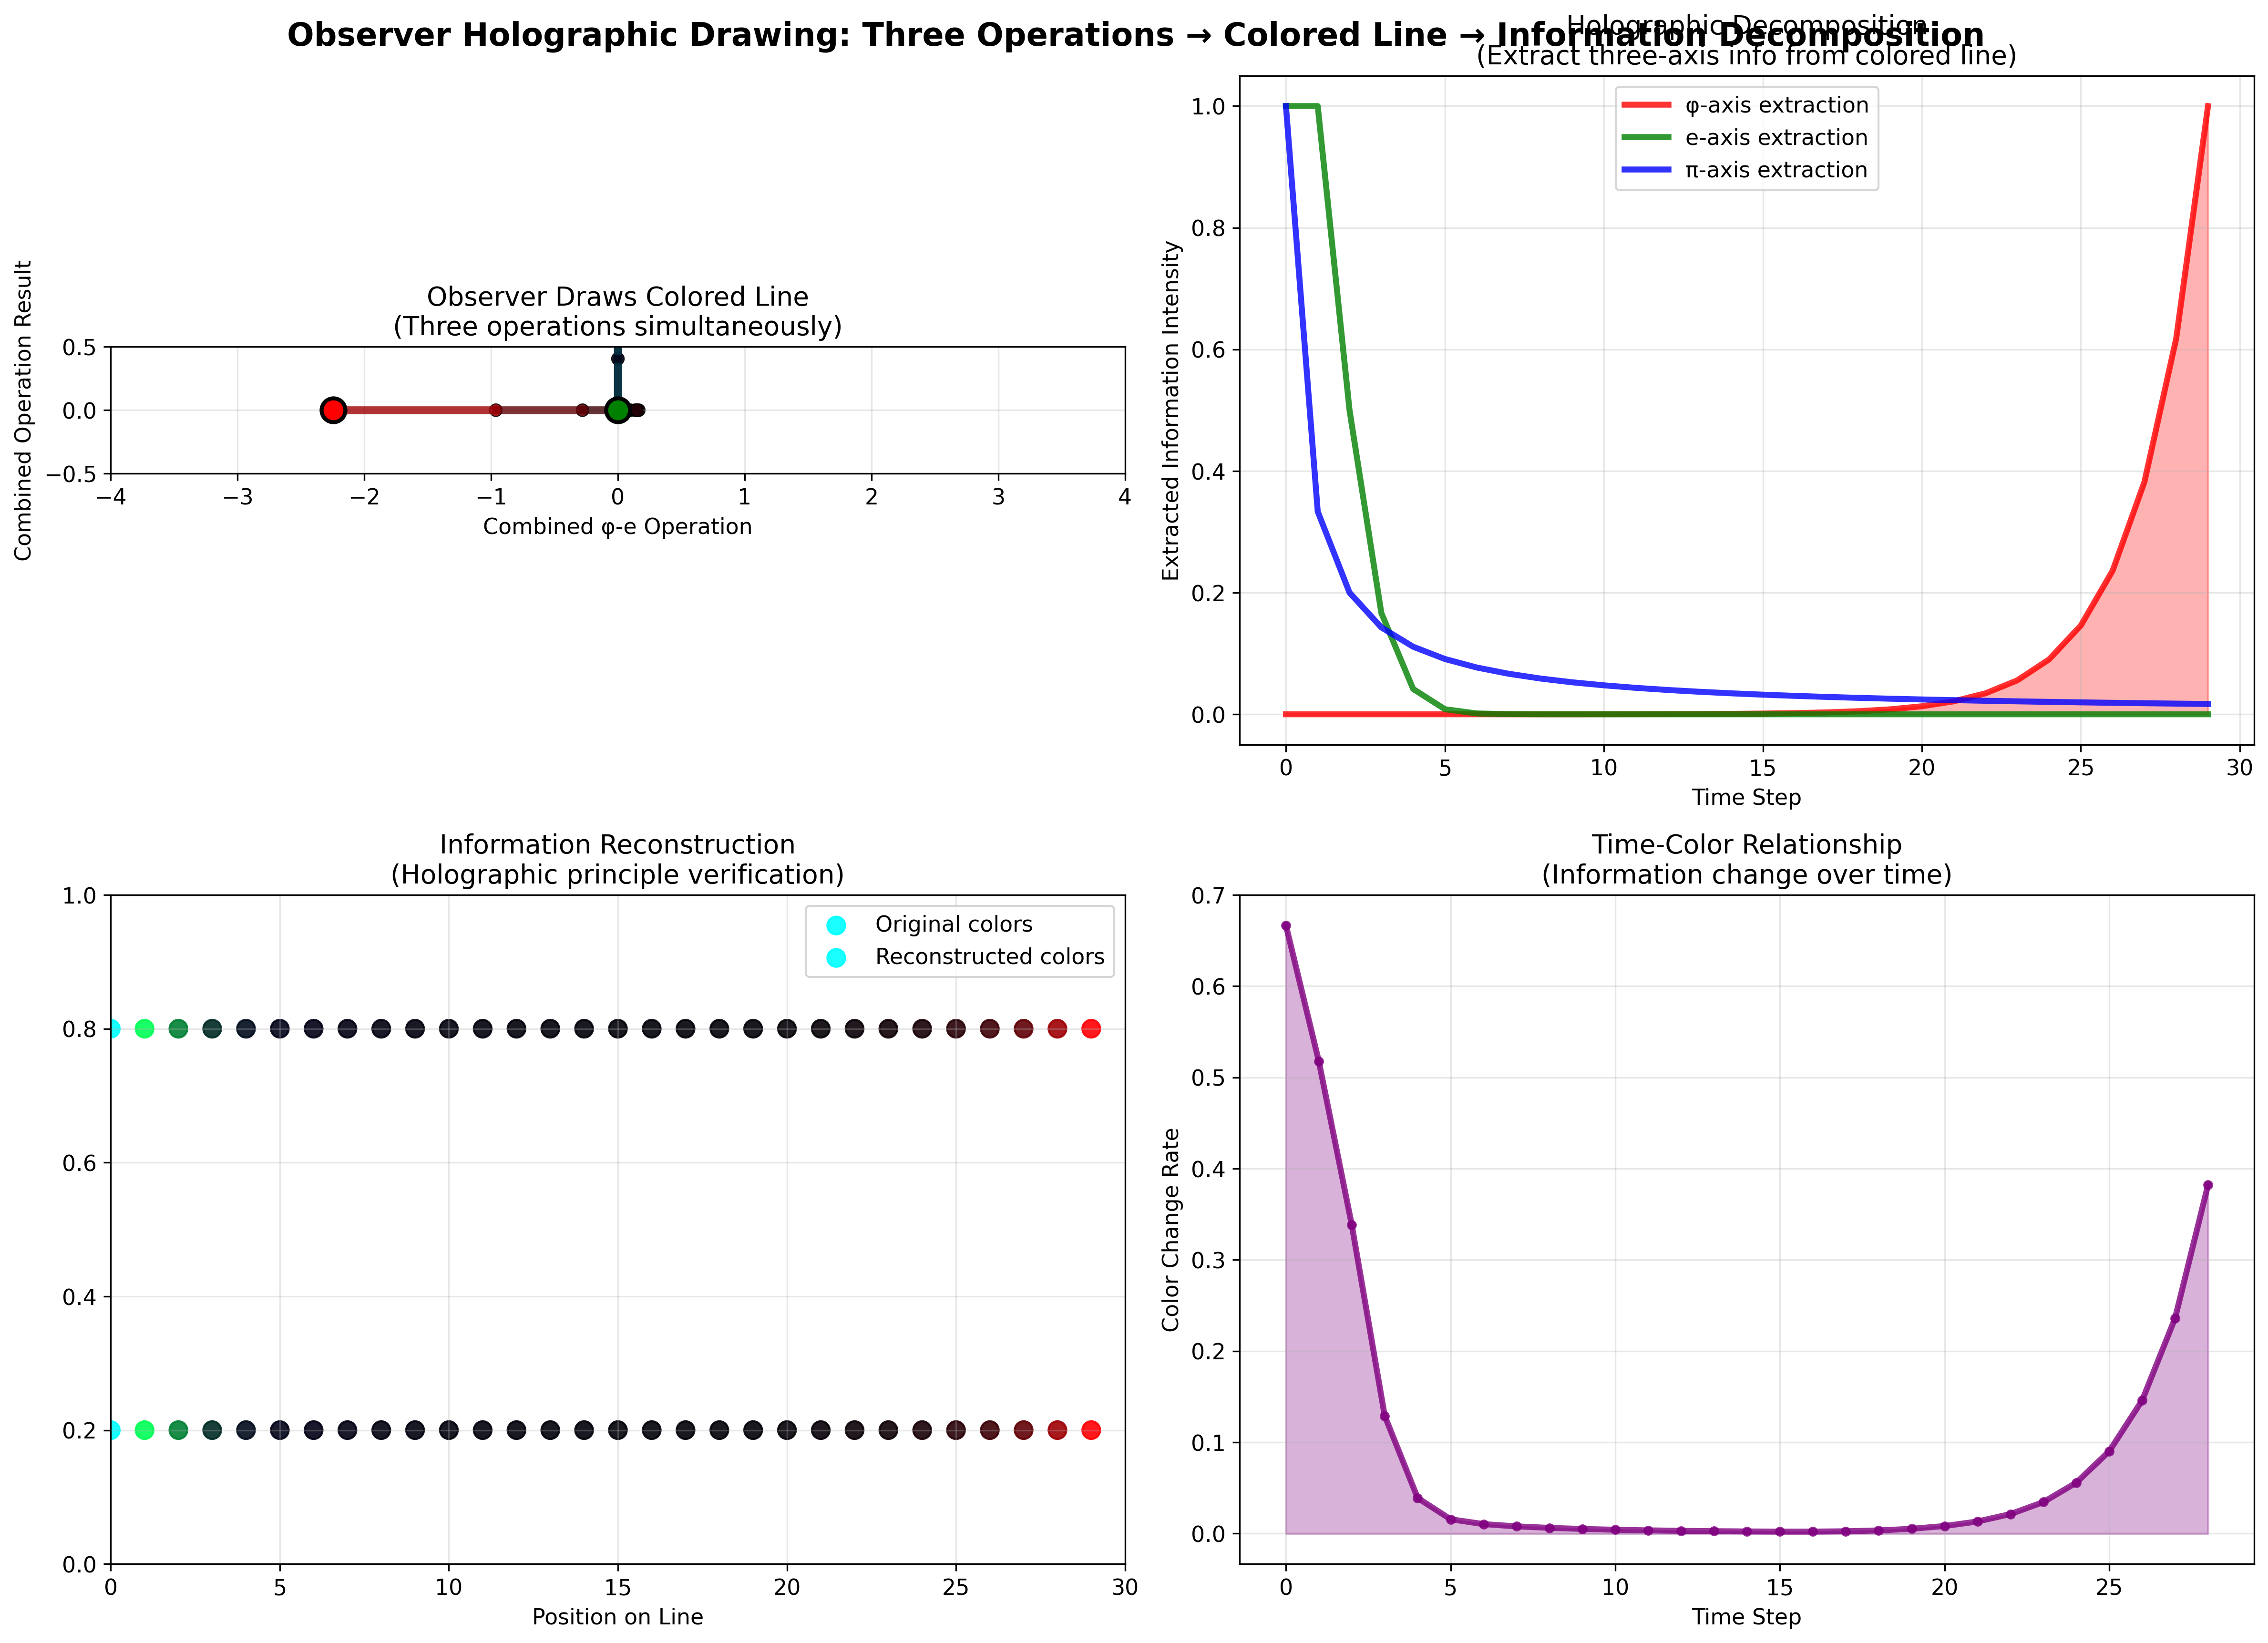 Observer Holographic Drawing: Three Operations → Colored Line → Information Decomposition
Observer Draws Colored Line
(Three operations simultaneously)
Combined Operation Result
0.5
0.0
−0.5
−4
−3
−2
−1
0
1
2
3
4
Combined φ-e Operation
Holographic Decomposition
(Extract three-axis info from colored line)
φ-axis extraction
e-axis extraction
π-axis extraction
Extracted Information Intensity
1.0
0.8
0.6
0.4
0.2
0.0
0
5
10
15
20
25
30
Time Step
Information Reconstruction
(Holographic principle verification)
Original colors
Reconstructed colors
1.0
0.8
0.6
0.4
0.2
0.0
0
5
10
15
20
25
30
Position on Line
Time-Color Relationship
(Information change over time)
Color Change Rate
0.7
0.6
0.5
0.4
0.3
0.2
0.1
0.0
0
5
10
15
20
25
Time Step